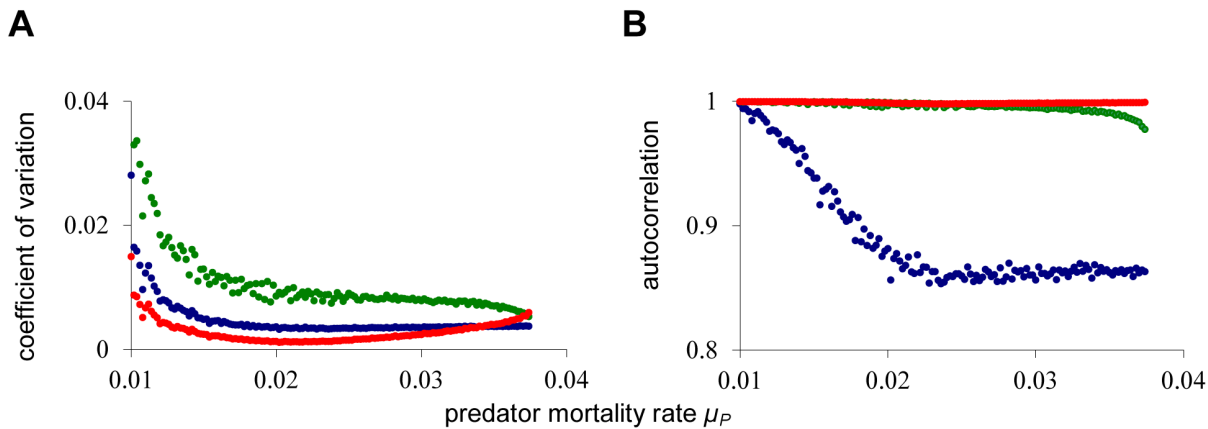 A
B
coefficient of variation
0.04
0.02
0
0.01
0.02
0.03
0.04
autocorrelation
1
0.9
0.8
0.01
0.02
0.03
0.04
predator mortality rate μP